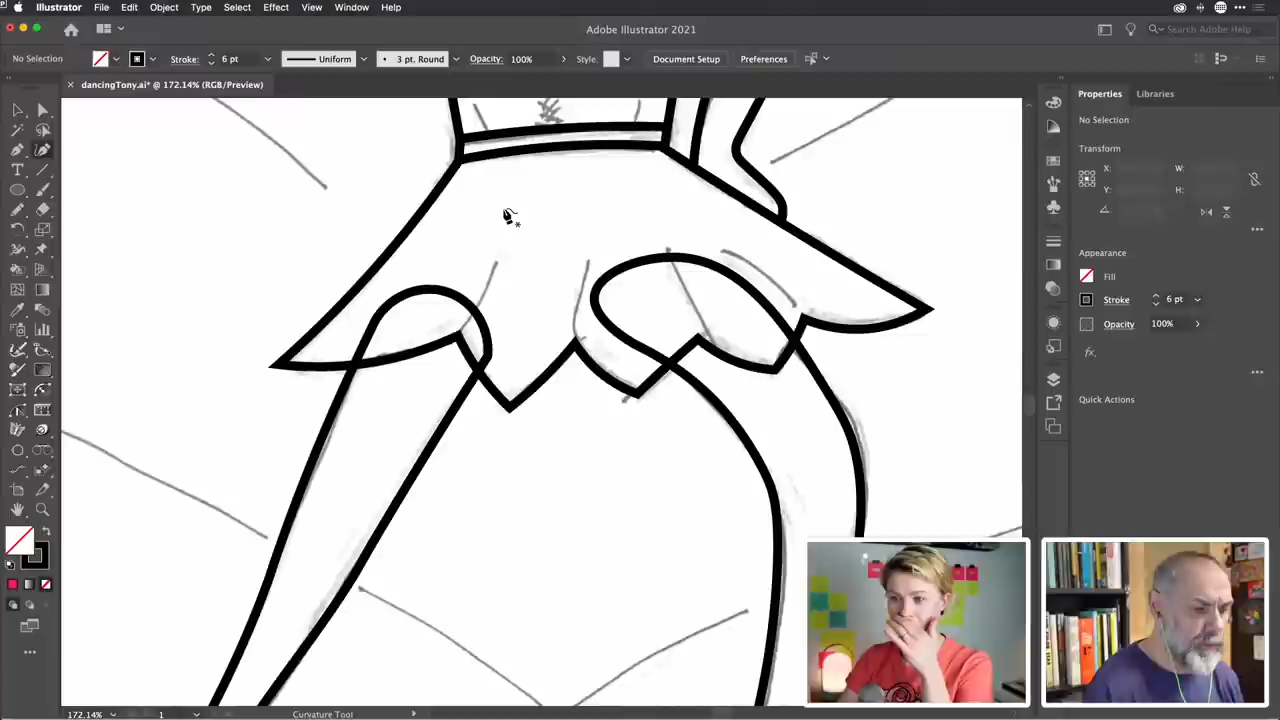 Illustrator File Edit Object Type Select Effect View Window Help
Adobe Illustrator 2021
Search Adobe Help
No Selection Stroke: 6 pt Uniform 3 pt. Round Opacity: 100% Style: Document Setup Preferences
× dancingTony.ai* @ 172.14% (RGB/Preview)
Properties Libraries
No Selection
Transform
X: W:
Y: H:
Appearance
Fill
Stroke 6 pt
Opacity 100%
fx.
Quick Actions
172.14% 1 Curvature Tool